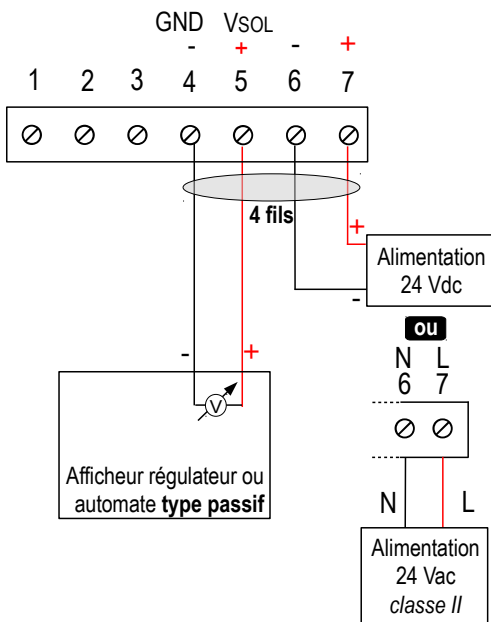 GND VSOL
- + - +
1 2 3 4 5 6 7
4 fils
+
Alimentation
24 Vdc
-
ou
N L
6 7
- +
V
Afficheur régulateur ou
automate type passif
N L
Alimentation
24 Vac
classe II